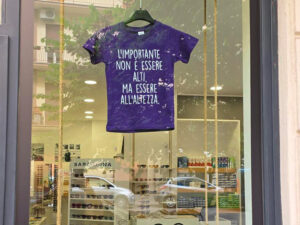 L'IMPORTANTE
NON È ESSERE
ALTI,
MA ESSERE
ALL'ALTEZZA.